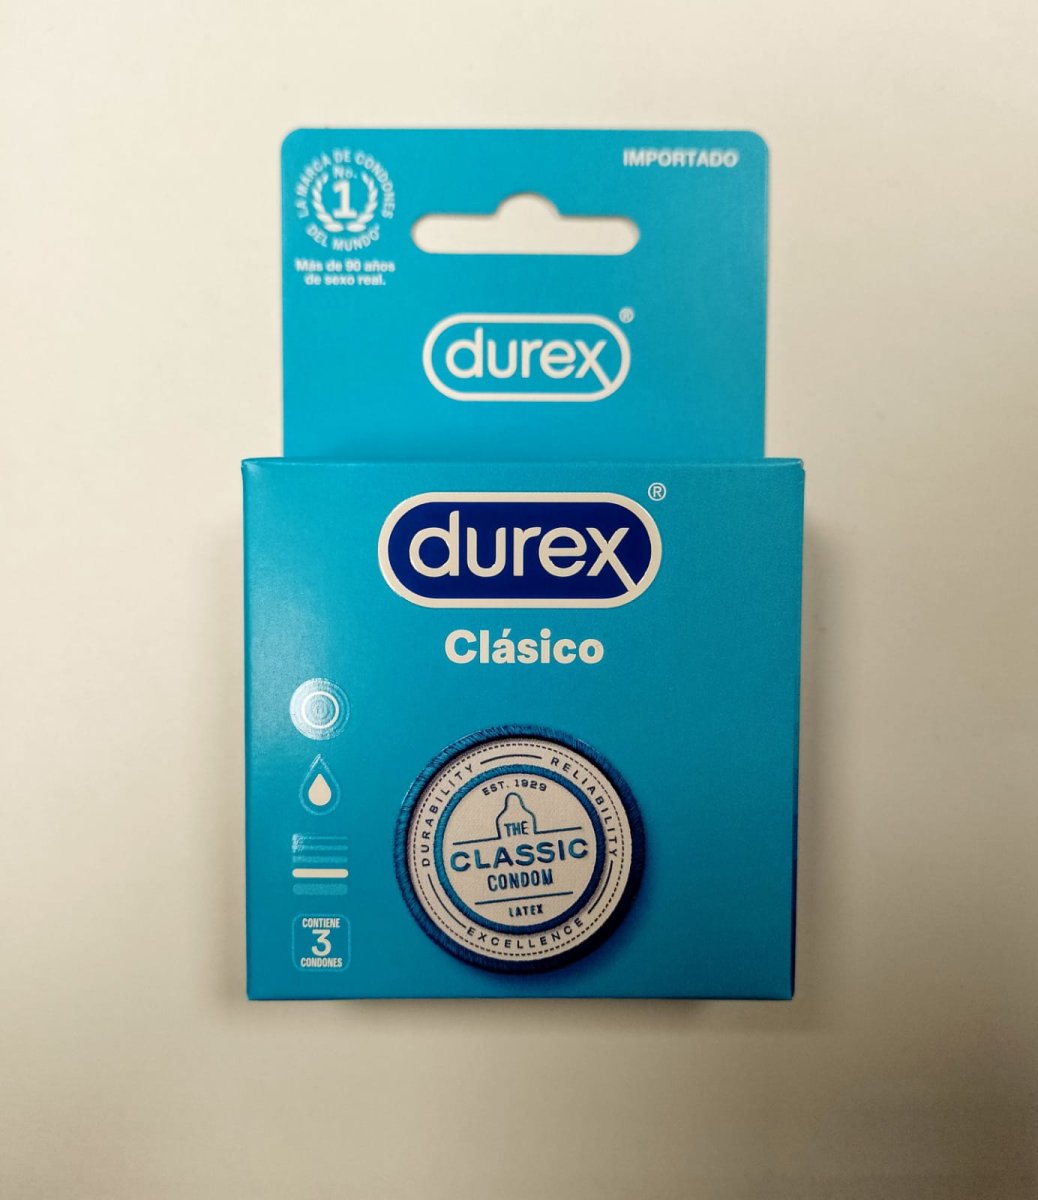 LA MARCA DE CONDONES
No.
1
DEL MUNDO*
Más de 90 años
de sexo real.
IMPORTADO
durex®
durex®
Clásico
DURABILITY
RELIABILITY
EST. 1929
THE
CLASSIC
CONDOM
LATEX
EXCELLENCE
CONTIENE
3
CONDONES